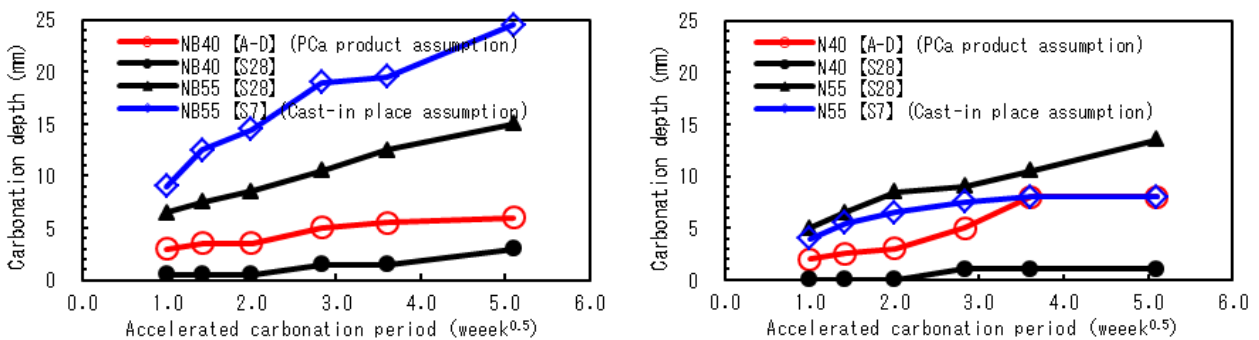 Carbonation depth (mm)
25
20
15
10
5
0
NB40 【A-D】 (PCa product assumption)
NB40 【S28】
NB55 【S28】
NB55 【S7】 (Cast-in place assumption)
0.0 1.0 2.0 3.0 4.0 5.0 6.0
Accelerated carbonation period (weeek^0.5)
Carbonation depth (mm)
25
20
15
10
5
0
N40 【A-D】 (PCa product assumption)
N40 【S28】
N55 【S28】
N55 【S7】 (Cast-in place assumption)
0.0 1.0 2.0 3.0 4.0 5.0 6.0
Accelerated carbonation period (weeek^0.5)